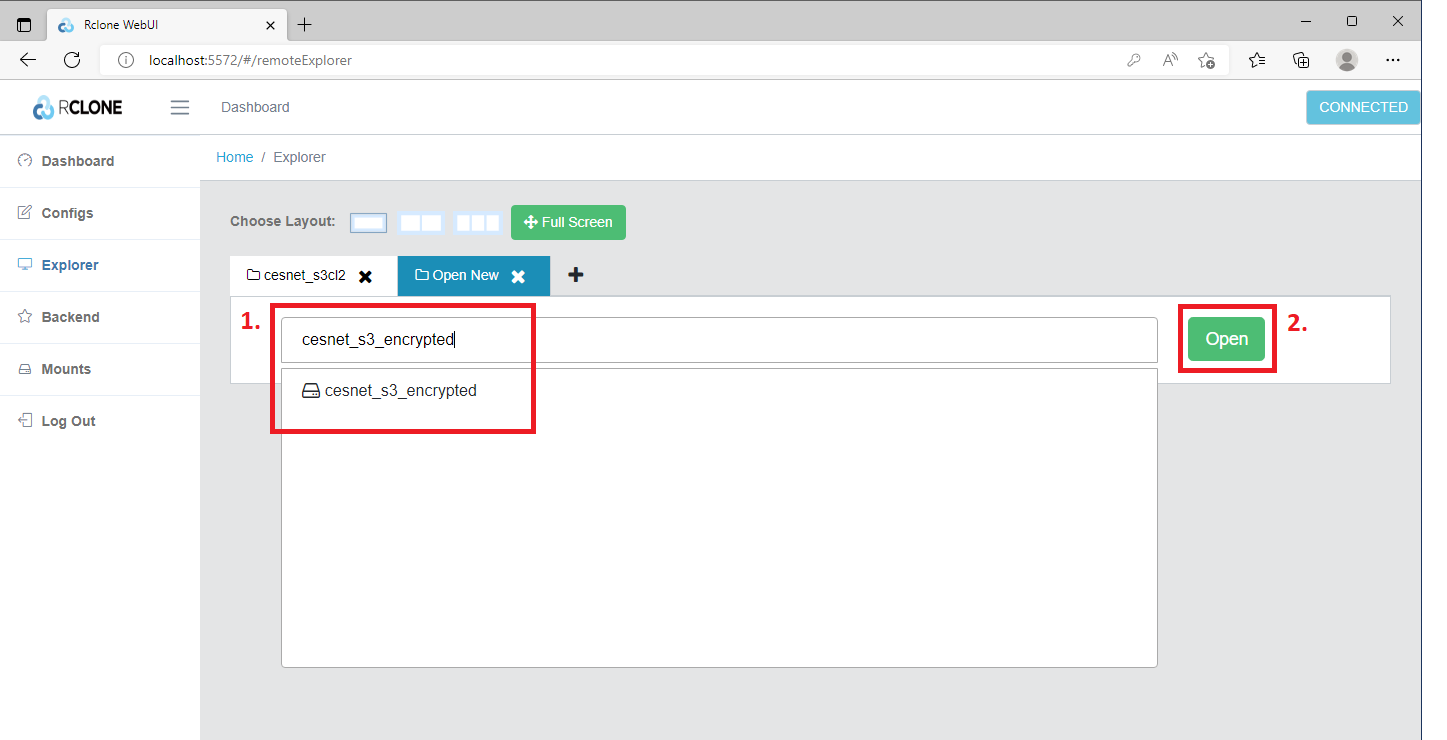 Rclone WebUI
localhost:5572/#/remoteExplorer
RCLONE
Dashboard
CONNECTED
Dashboard
Configs
Explorer
Backend
Mounts
Log Out
Home / Explorer
Choose Layout:
Full Screen
cesnet_s3cl2
Open New
1.
cesnet_s3_encrypted
Open
2.
cesnet_s3_encrypted